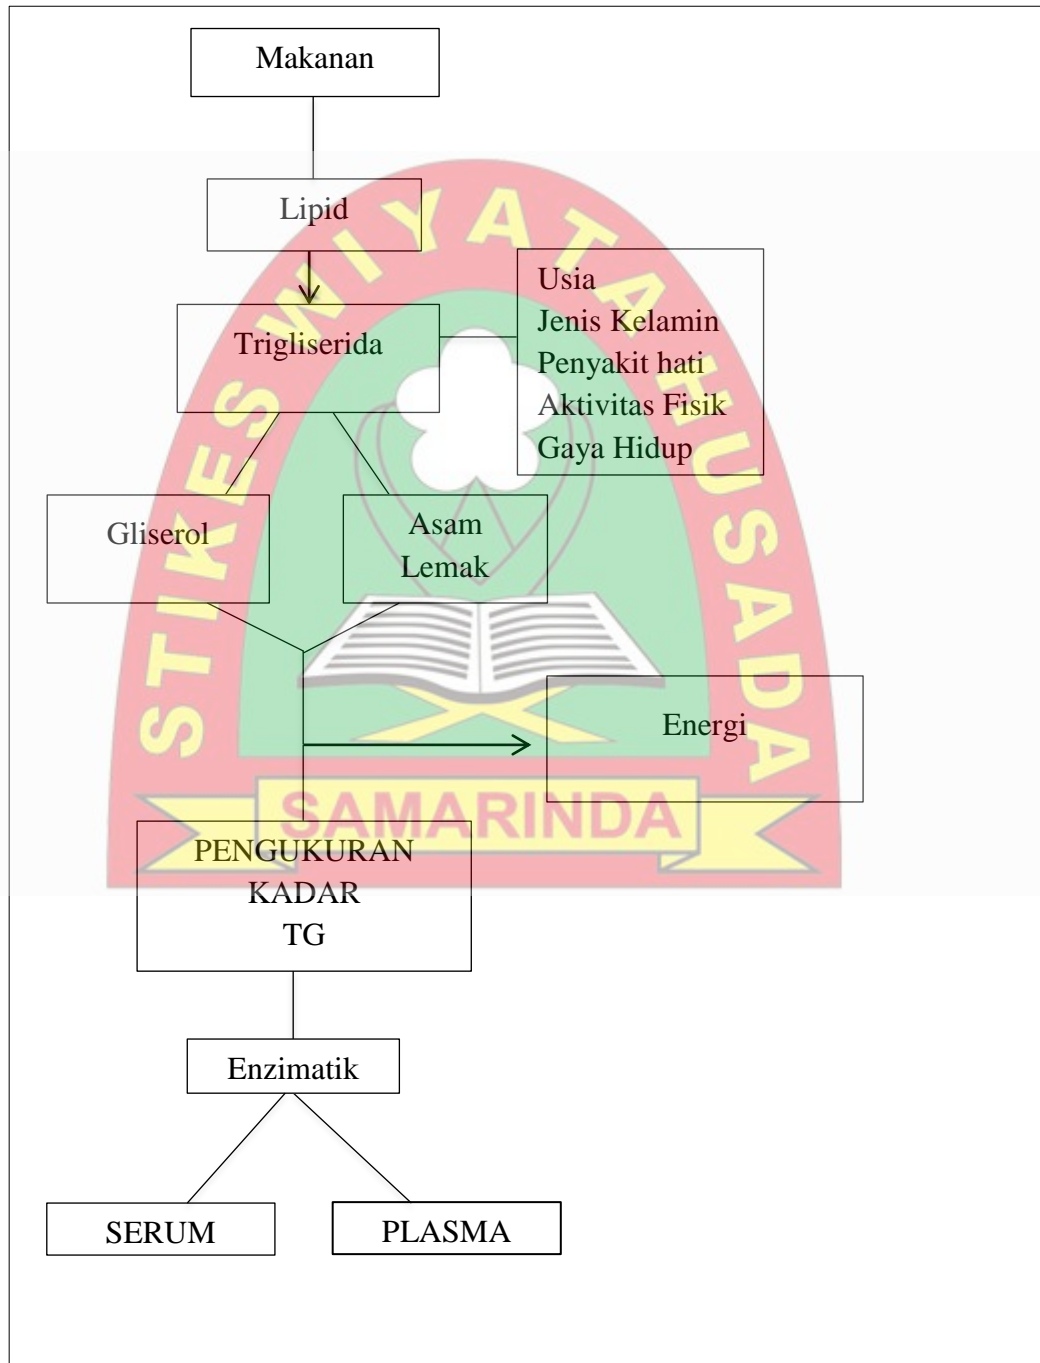 Makanan
Lipid
Usia
Jenis Kelamin
Penyakit hati
Aktivitas Fisik
Gaya Hidup
Trigliserida
Gliserol
Asam
Lemak
Energi
PENGUKURAN
KADAR
TG
Enzimatik
SERUM
PLASMA
STIKES WIYATA HUSADA
SAMARINDA